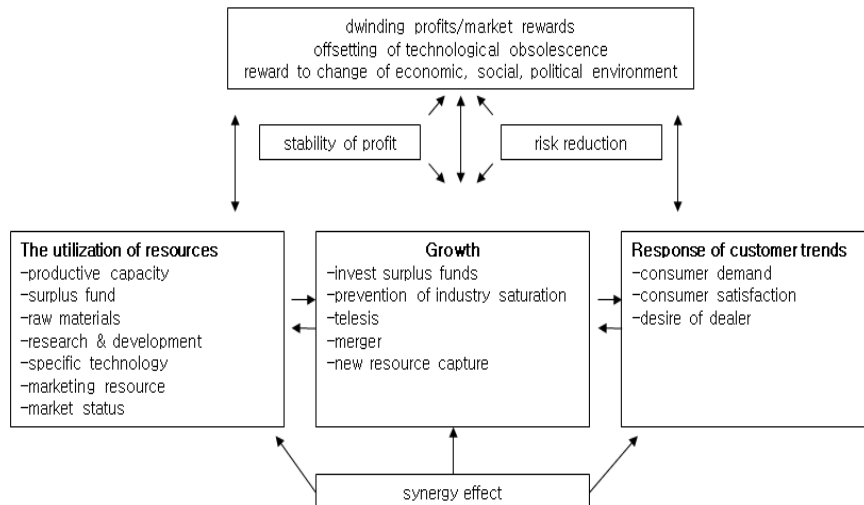 dwinding profits/market rewards
offsetting of technological obsolescence
reward to change of economic, social, political environment
stability of profit
risk reduction
The utilization of resources
-productive capacity
-surplus fund
-raw materials
-research & development
-specific technology
-marketing resource
-market status
Growth
-invest surplus funds
-prevention of industry saturation
-telesis
-merger
-new resource capture
Response of customer trends
-consumer demand
-consumer satisfaction
-desire of dealer
synergy effect